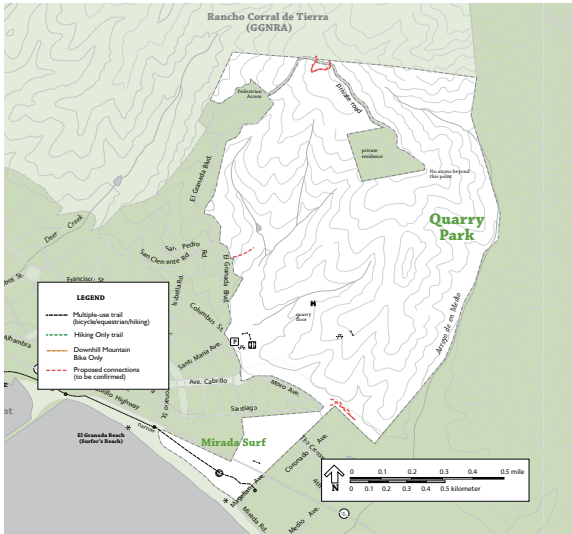 Rancho Corral de Tierra
(GGNRA)
Pedestrian
Access
private road
El Granada Blvd.
private
residence
No access beyond
this point
Quarry
Park
Deer Creek
San Pedro
Rd
San Clemente Rd
El Granada Blvd.
Francisco St.
Columbus St.
quarry
floor
Arroyo de en Medio
LEGEND
Multiple-use trail
(bicycle/equestrian/hiking)
Hiking Only trail
Downhill Mountain
Bike Only
Proposed connections
(to be confirmed)
Alhambra
P
Santa Maria Ave.
Ave. Cabrillo
Moro Ave.
Highway
Santiago
El Granada Beach
(Surfer's Beach)
Mirada Surf
Coronado Ave.
4th
Magellan Ave.
Mirada Rd.
Medio Ave.
N
0 0.1 0.2 0.3 0.4 0.5 mile
0 0.1 0.2 0.3 0.4 0.5 kilometer